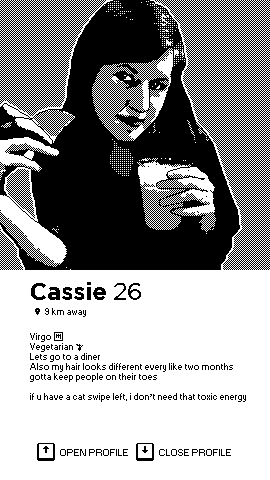 Cassie 26
9 km away
Virgo ♍
Vegetarian 🌱
Lets go to a diner
Also my hair looks different every like two months
gotta keep people on their toes
if u have a cat swipe left, i don't need that toxic energy
OPEN PROFILE CLOSE PROFILE